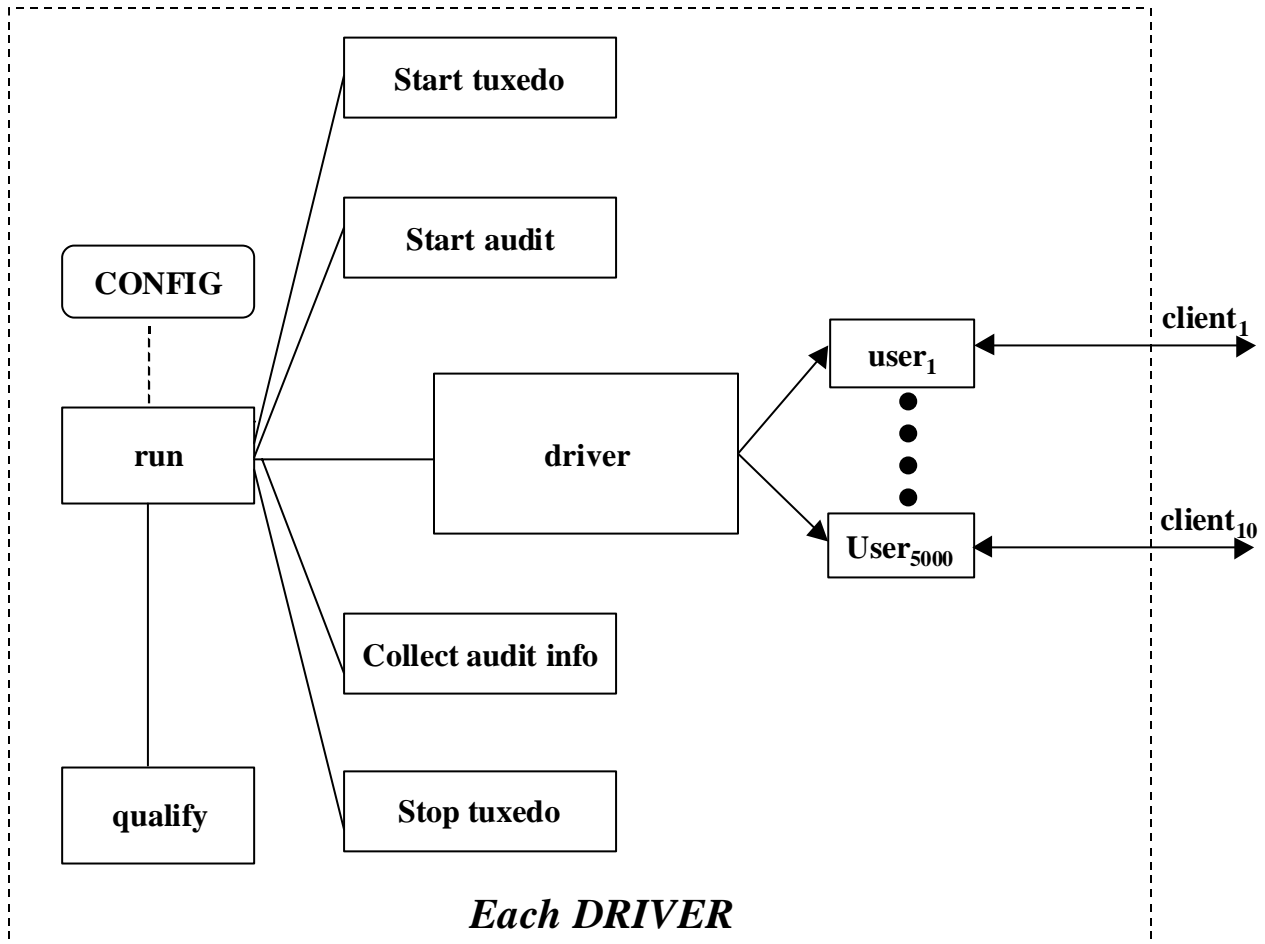 Start tuxedo
Start audit
CONFIG
client₁
user₁
run
driver
client₁₀
User₅₀₀₀
Collect audit info
qualify
Stop tuxedo
Each DRIVER